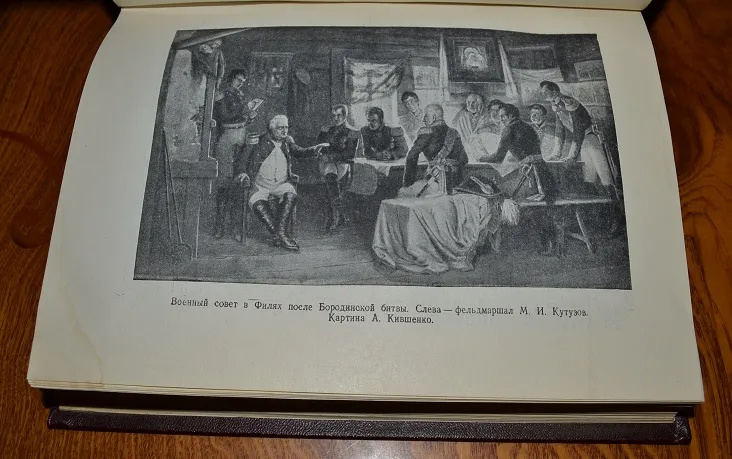 Военный совет в Филях после Бородинской битвы. Слева — фельдмаршал М. И. Кутузов.
Картина А. Кившенко.